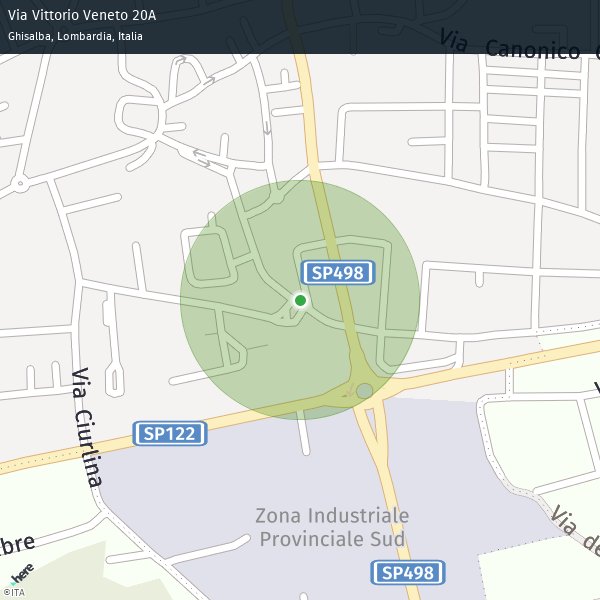 Via Vittorio Veneto 20A
Ghisalba, Lombardia, Italia
Via Canonico
SP498
Via Ciurlina
SP122
Zona Industriale
Provinciale Sud
Via de
bre
SP498
here
©ITA